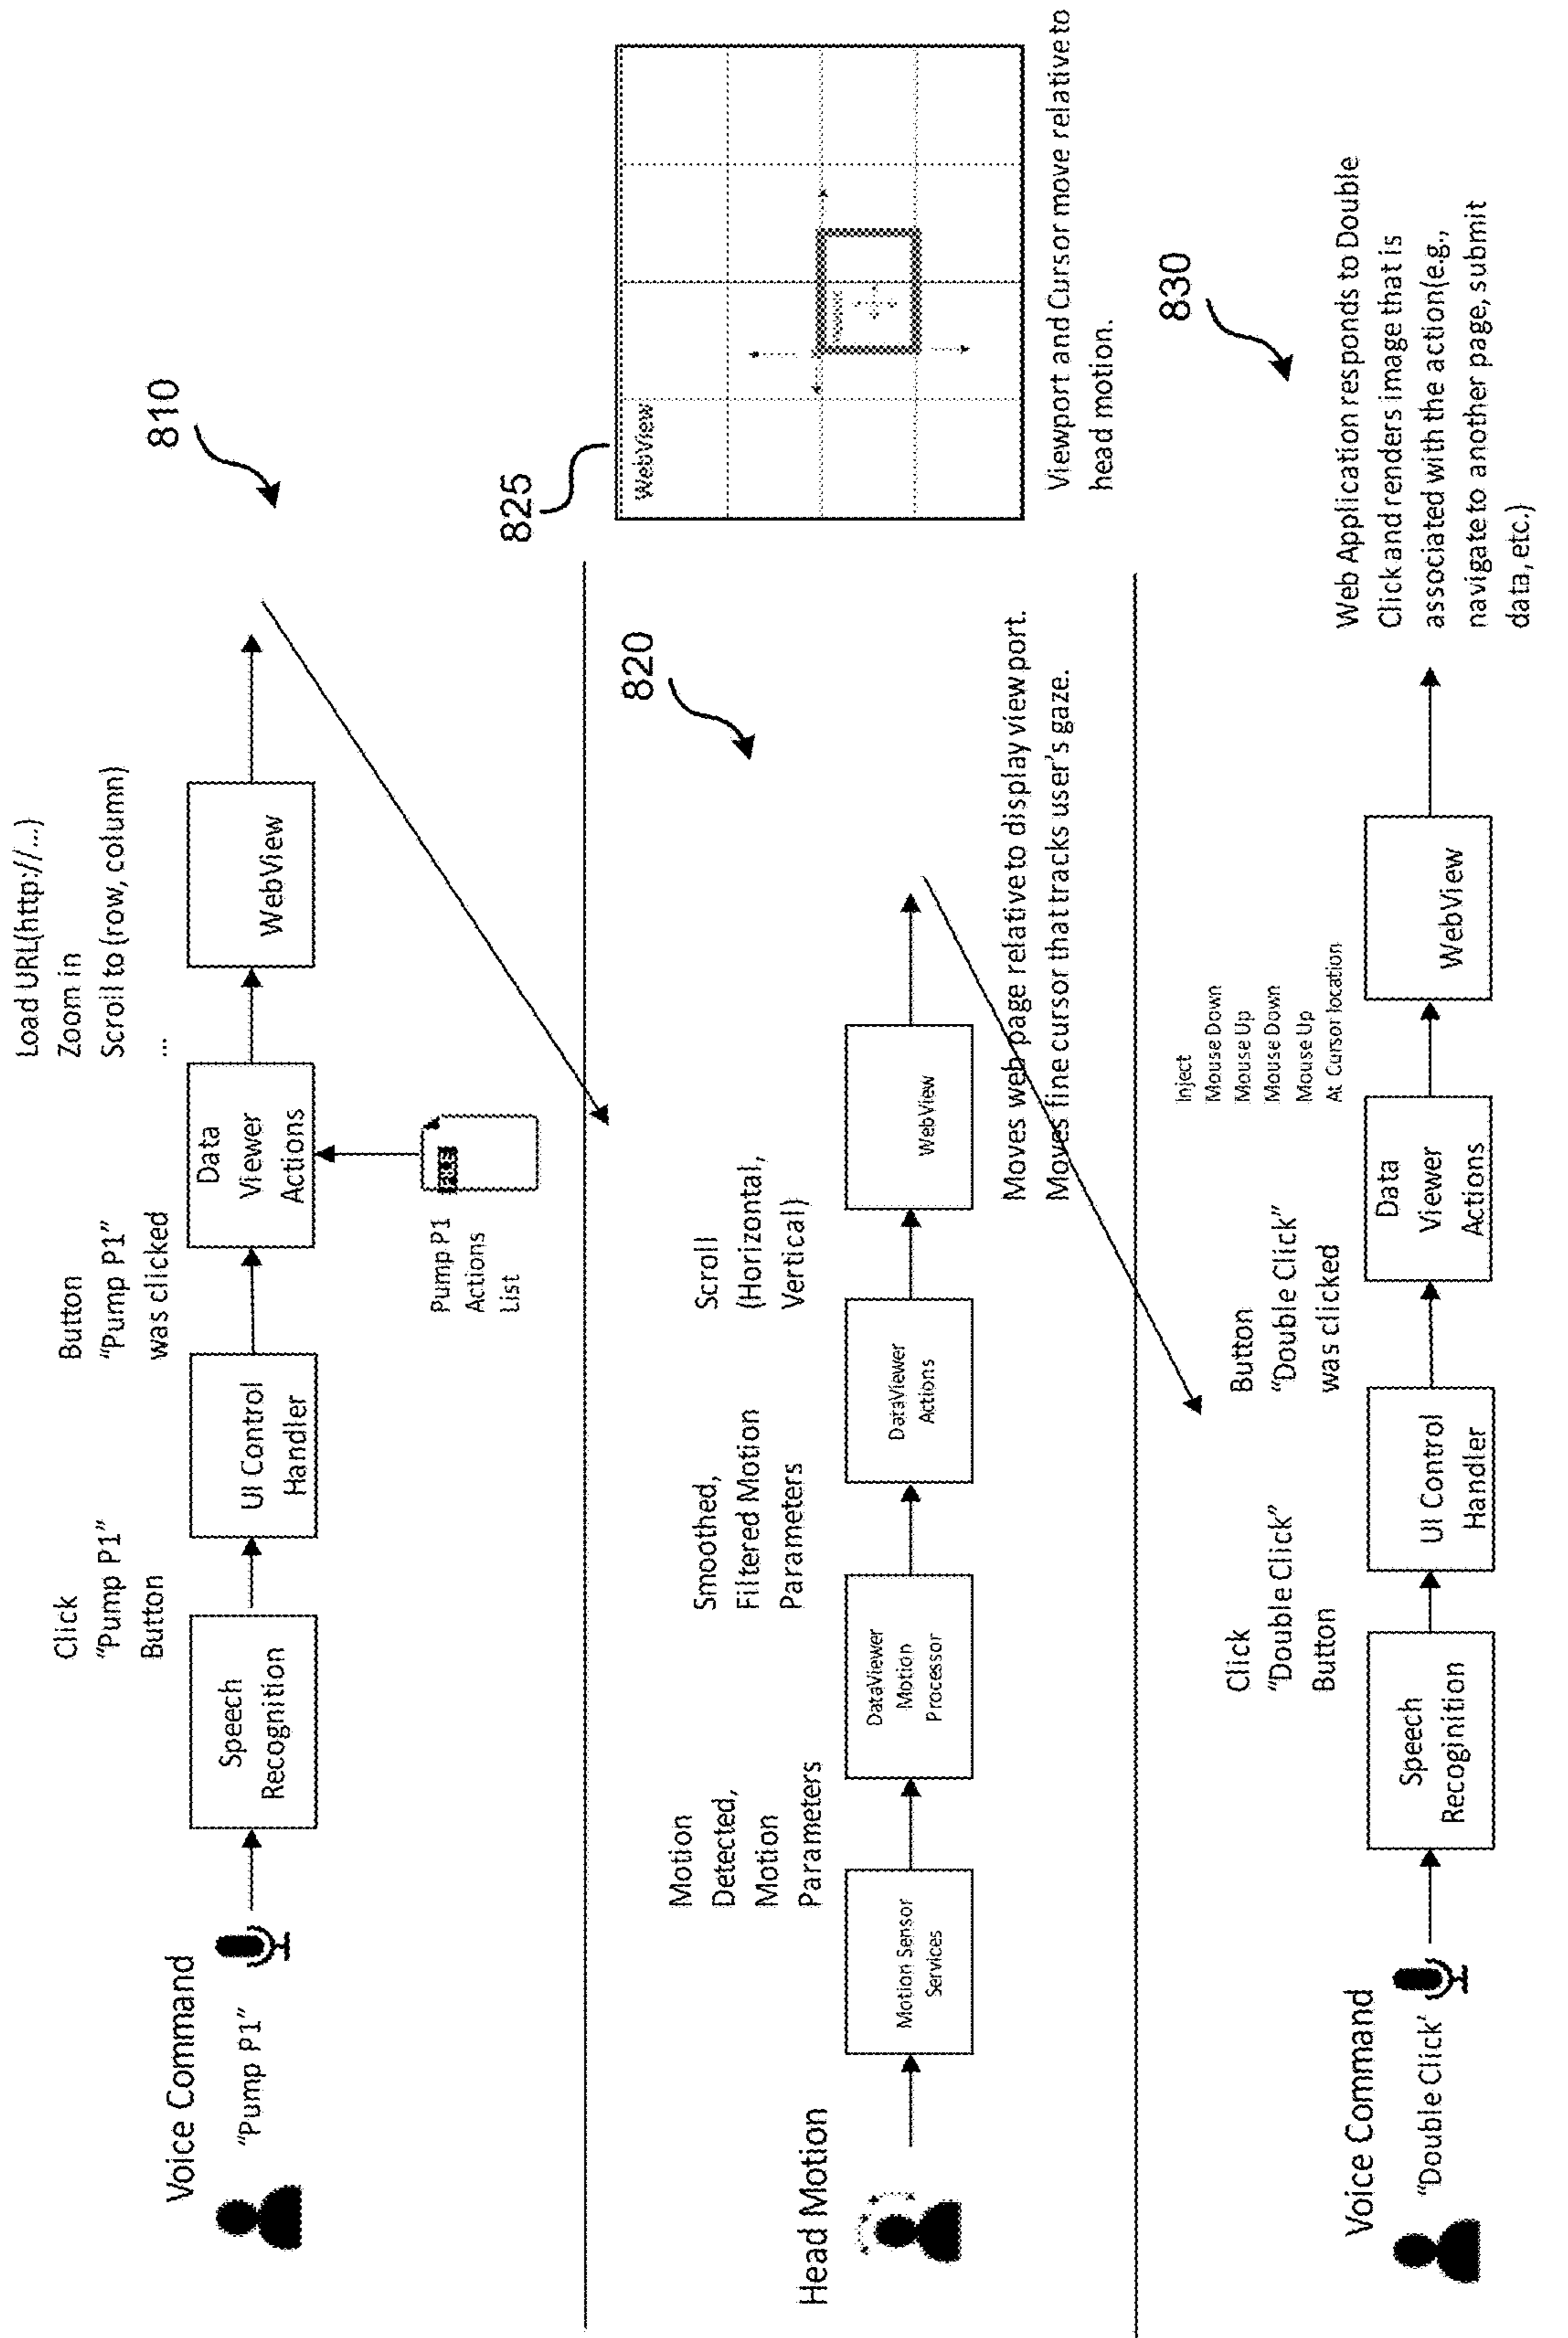 810
Voice Command
"Pump P1"
Speech
Recognition
Click
"Pump P1"
Button
UI Control
Handler
Button
"Pump P1"
was clicked
Data
Viewer
Actions
Pump P1
Actions
List
Load URL(http://...)
Zoom in
Scroll to (row, column)
...
WebView
820
Head Motion
Motion Sensor
Services
Motion
Detected,
Motion
Parameters
DataViewer
Motion
Processor
Smoothed,
Filtered Motion
Parameters
DataViewer
Actions
Scroll
(Horizontal,
Vertical)
WebView
Moves web page relative to display view port.
Moves fine cursor that tracks user's gaze.
825
WebView
Viewport and Cursor move relative to
head motion.
830
Voice Command
"Double Click'
Speech
Recoginition
Click
"Double Click"
Button
UI Control
Handler
Button
"Double Click"
was clicked
Data
Viewer
Actions
Inject
Mouse Down
Mouse Up
Mouse Down
Mouse Up
At Cursor location
WebView
Web Application responds to Double
Click and renders image that is
associated with the action(e.g.,
navigate to another page, submit
data, etc.)